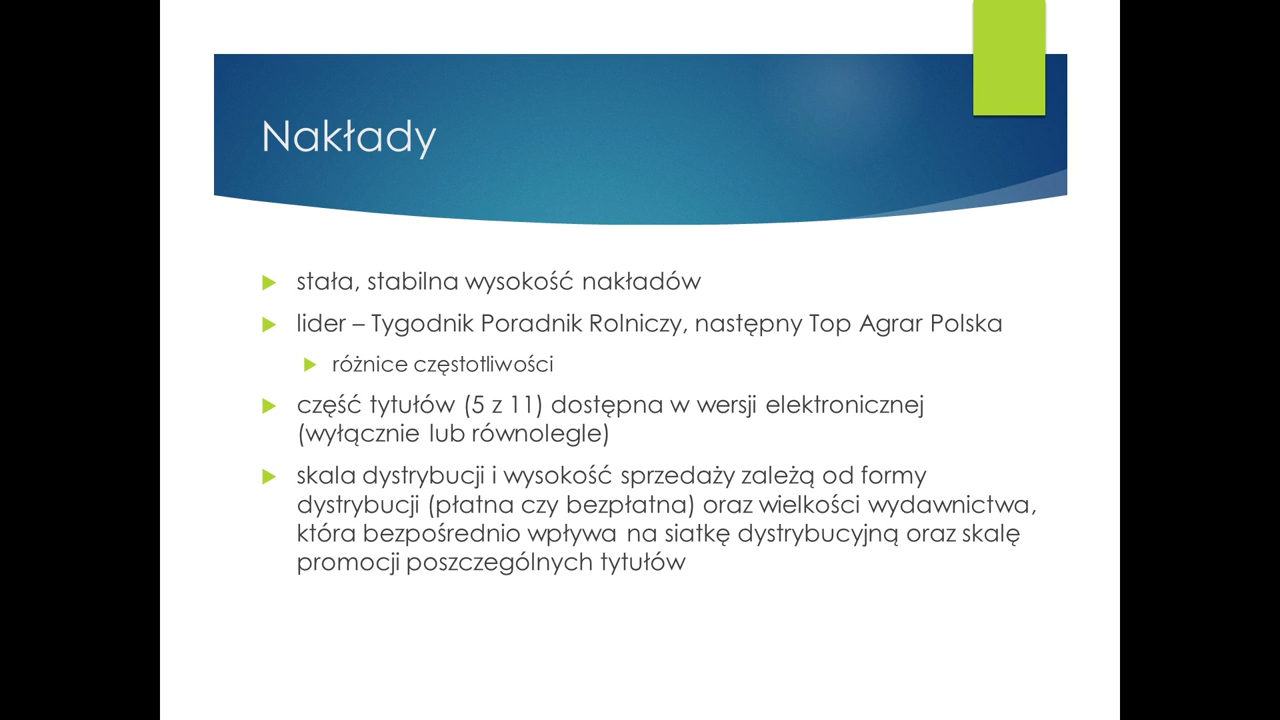 Nakłady
stała, stabilna wysokość nakładów
lider – Tygodnik Poradnik Rolniczy, następny Top Agrar Polska
różnice częstotliwości
część tytułów (5 z 11) dostępna w wersji elektronicznej
(wyłącznie lub równolegle)
skala dystrybucji i wysokość sprzedaży zależą od formy
dystrybucji (płatna czy bezpłatna) oraz wielkości wydawnictwa,
która bezpośrednio wpływa na siatkę dystrybucyjną oraz skalę
promocji poszczególnych tytułów